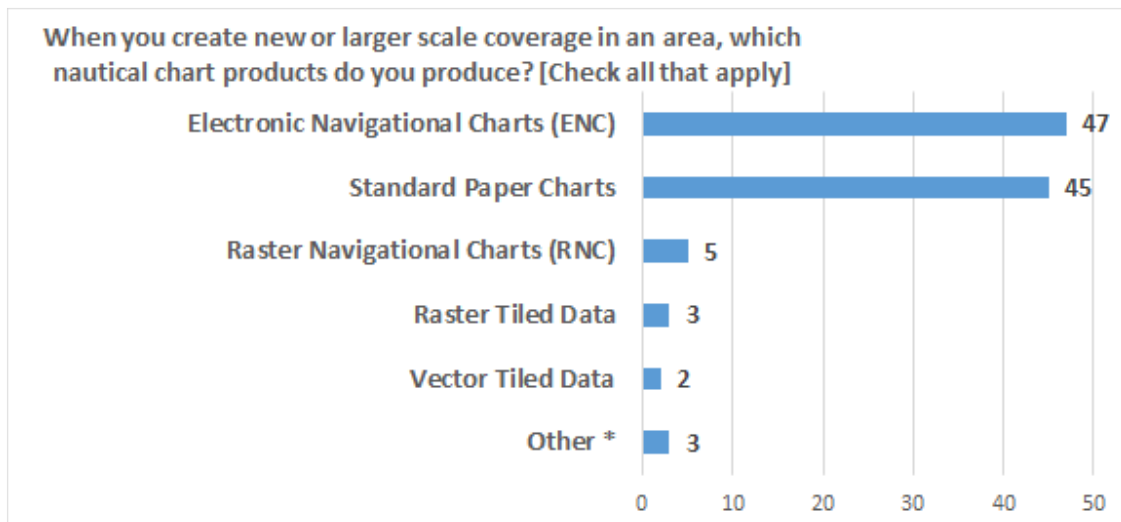 When you create new or larger scale coverage in an area, which
nautical chart products do you produce? [Check all that apply]
Electronic Navigational Charts (ENC) 47
Standard Paper Charts 45
Raster Navigational Charts (RNC) 5
Raster Tiled Data 3
Vector Tiled Data 2
Other * 3
0 10 20 30 40 50